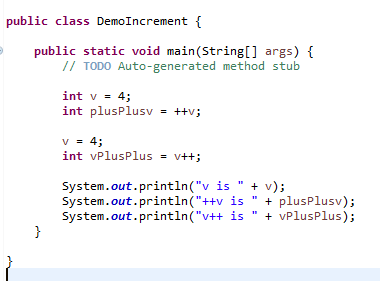 public class DemoIncrement {
public static void main(String[] args) {
// TODO Auto-generated method stub
int v = 4;
int plusPlusv = ++v;
v = 4;
int vPlusPlus = v++;
System.out.println("v is " + v);
System.out.println("++v is " + plusPlusv);
System.out.println("v++ is " + vPlusPlus);
}
}